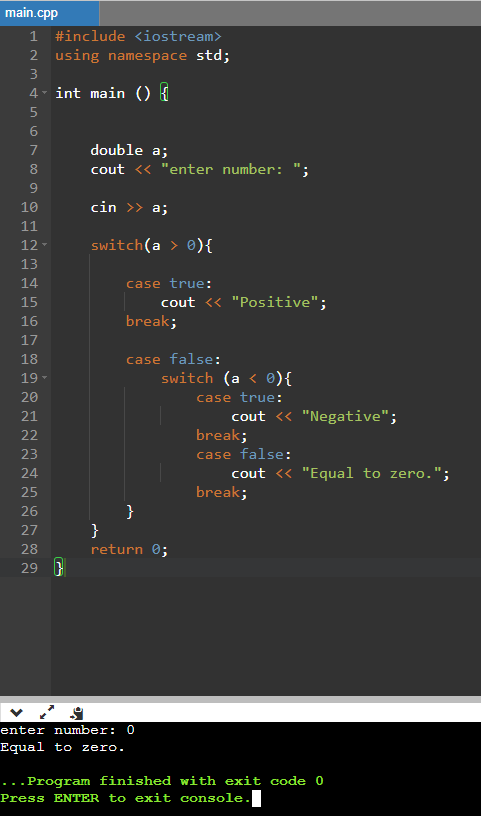 main.cpp
1 #include <iostream>
2 using namespace std;
3
4 int main () {
5
6
7 double a;
8 cout << "enter number: ";
9
10 cin >> a;
11
12 switch(a > 0){
13
14 case true:
15 cout << "Positive";
16 break;
17
18 case false:
19 switch (a < 0){
20 case true:
21 cout << "Negative";
22 break;
23 case false:
24 cout << "Equal to zero.";
25 break;
26 }
27 }
28 return 0;
29 }
enter number: 0
Equal to zero.
...Program finished with exit code 0
Press ENTER to exit console.